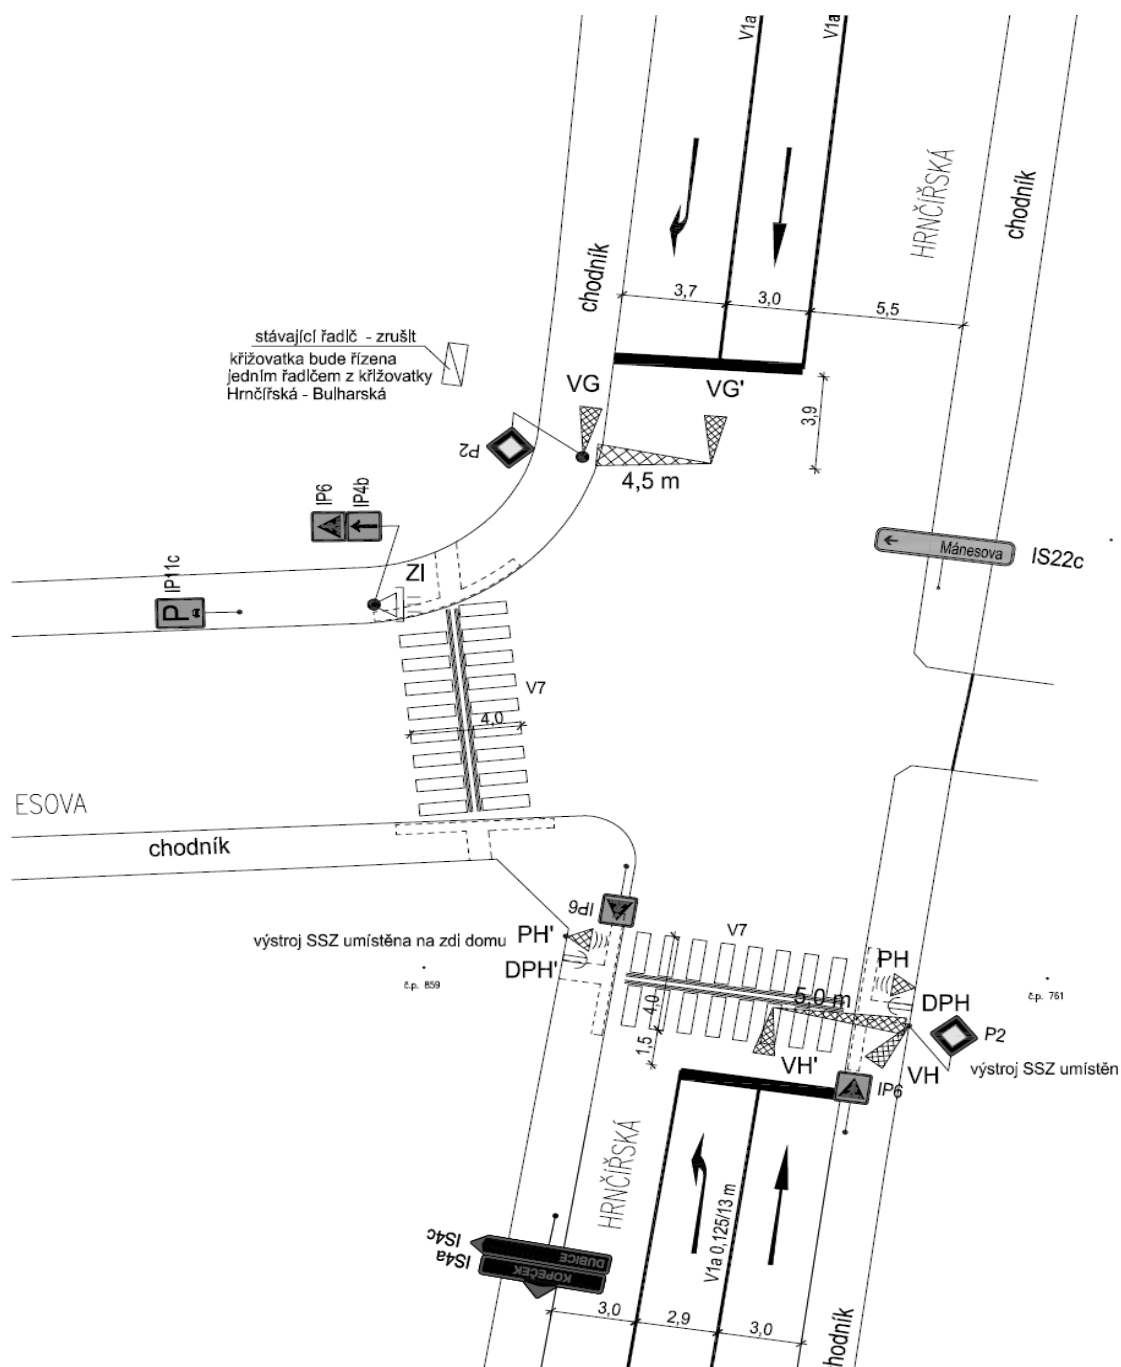 V1a
V1a
HRNČÍŘSKÁ
chodník
chodník
3,7
3,0
5,5
stávající řadič - zrušit
křižovatka bude řízena
jedním řadičem z křižovatky
Hrnčířská - Bulharská
VG
VG'
3,9
P2
4,5 m
IP6
IP4b
Mánesova
IS22c
IP11c
P
ZI
V7
4,0
ESOVA
chodník
IP6
PH'
výstroj SSZ umístěna na zdi domu
DPH'
č.p. 859
V7
PH
č.p. 761
4,0
5,0 m
DPH
P2
1,5
VH'
VH
výstroj SSZ umístěn
IP6
HRNČÍŘSKÁ
V1a 0,125/13 m
IS4c
IS4a
DUBICE
KOPEČEK
3,0
2,9
3,0
hodník